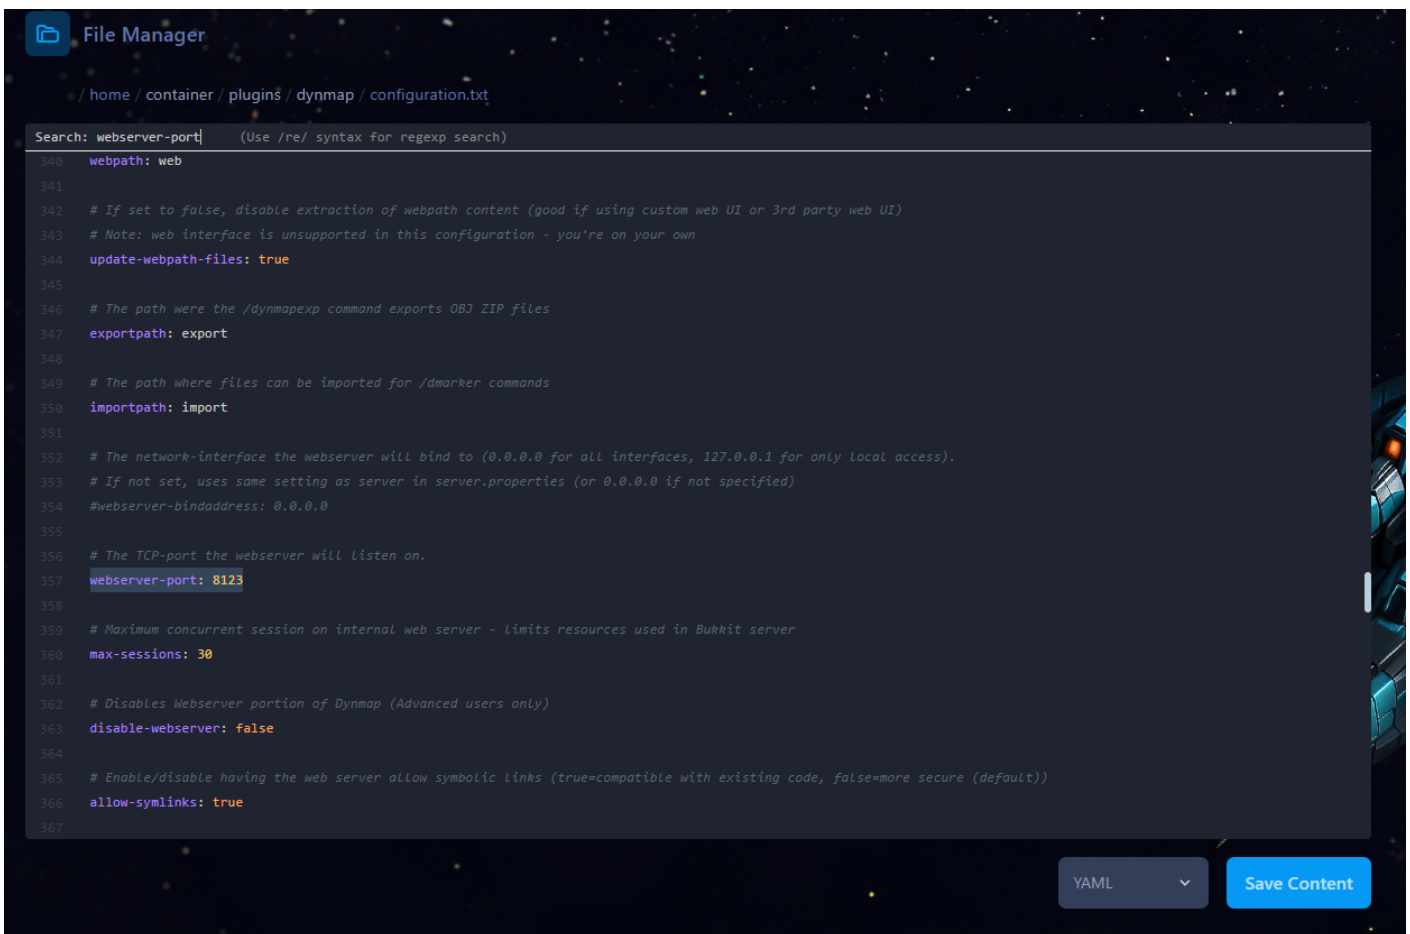 File Manager
/ home / container / plugins / dynmap / configuration.txt
Search: webserver-port (Use /re/ syntax for regexp search)
340 webpath: web
341
342 # If set to false, disable extraction of webpath content (good if using custom web UI or 3rd party web UI)
343 # Note: web interface is unsupported in this configuration - you're on your own
344 update-webpath-files: true
345
346 # The path were the /dynmapexp command exports OBJ ZIP files
347 exportpath: export
348
349 # The path where files can be imported for /dmarker commands
350 importpath: import
351
352 # The network-interface the webserver will bind to (0.0.0.0 for all interfaces, 127.0.0.1 for only local access).
353 # If not set, uses same setting as server in server.properties (or 0.0.0.0 if not specified)
354 #webserver-bindaddress: 0.0.0.0
355
356 # The TCP-port the webserver will listen on.
357 webserver-port: 8123
358
359 # Maximum concurrent session on internal web server - limits resources used in Bukkit server
360 max-sessions: 30
361
362 # Disables Webserver portion of Dynmap (Advanced users only)
363 disable-webserver: false
364
365 # Enable/disable having the web server allow symbolic links (true=compatible with existing code, false=more secure (default))
366 allow-symlinks: true
367
YAML
Save Content